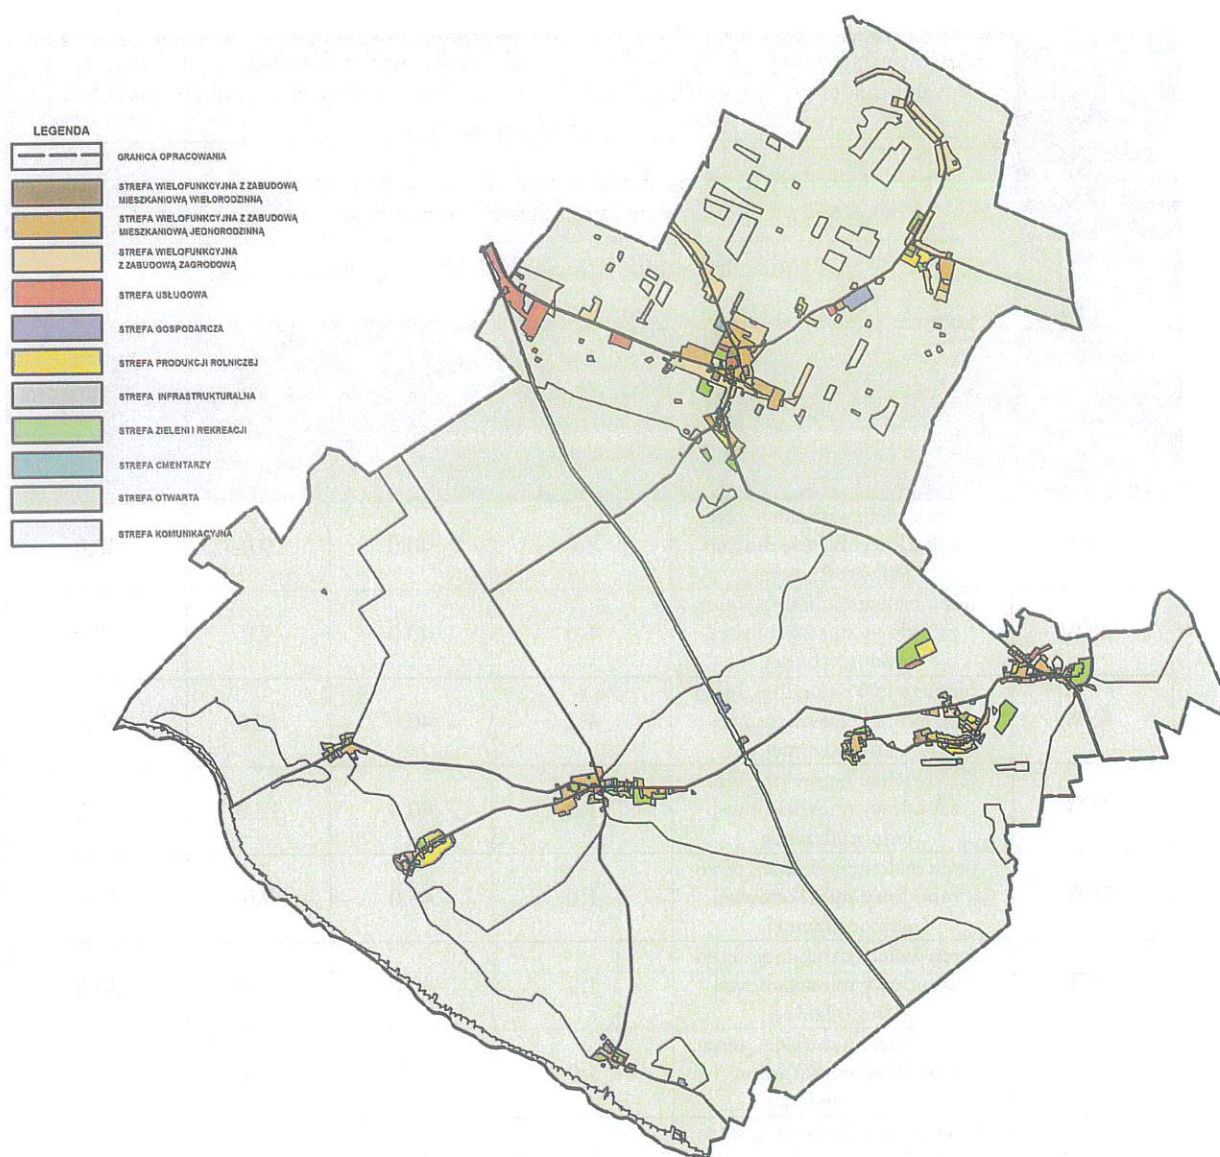 LEGENDA
GRANICA OPRACOWANIA
STREFA WIELOFUNKCYJNA Z ZABUDOWĄ
MIESZKANIOWĄ WIELORODZINNĄ
STREFA WIELOFUNKCYJNA Z ZABUDOWĄ
MIESZKANIOWĄ JEDNORODZINNĄ
STREFA WIELOFUNKCYJNA
Z ZABUDOWĄ ZAGRODOWĄ
STREFA USŁUGOWA
STREFA GOSPODARCZA
STREFA PRODUKCJI ROLNICZEJ
STREFA INFRASTRUKTURALNA
STREFA ZIELENI I REKREACJI
STREFA CMENTARZY
STREFA OTWARTA
STREFA KOMUNIKACYJNA